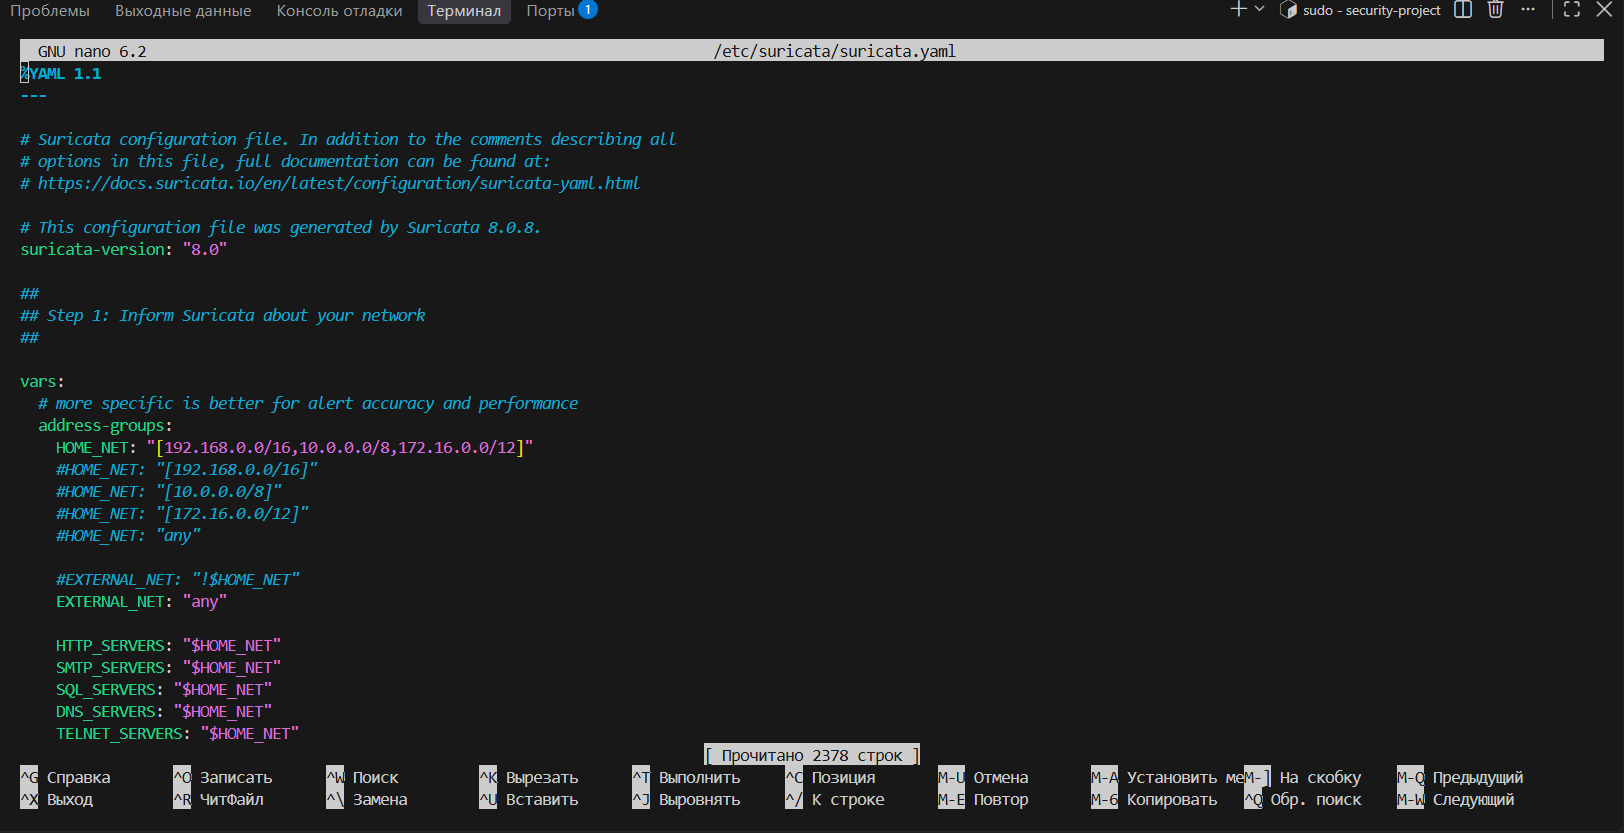 Проблемы Выходные данные Консоль отладки Терминал Порты 1 sudo - security-project
GNU nano 6.2 /etc/suricata/suricata.yaml
%YAML 1.1
---
# Suricata configuration file. In addition to the comments describing all
# options in this file, full documentation can be found at:
# https://docs.suricata.io/en/latest/configuration/suricata-yaml.html
# This configuration file was generated by Suricata 8.0.8.
suricata-version: "8.0"
##
## Step 1: Inform Suricata about your network
##
vars:
# more specific is better for alert accuracy and performance
address-groups:
HOME_NET: "[192.168.0.0/16,10.0.0.0/8,172.16.0.0/12]"
#HOME_NET: "[192.168.0.0/16]"
#HOME_NET: "[10.0.0.0/8]"
#HOME_NET: "[172.16.0.0/12]"
#HOME_NET: "any"
#EXTERNAL_NET: "!$HOME_NET"
EXTERNAL_NET: "any"
HTTP_SERVERS: "$HOME_NET"
SMTP_SERVERS: "$HOME_NET"
SQL_SERVERS: "$HOME_NET"
DNS_SERVERS: "$HOME_NET"
TELNET_SERVERS: "$HOME_NET"
[ Прочитано 2378 строк ]
^G Справка ^O Записать ^W Поиск ^K Вырезать ^T Выполнить ^C Позиция M-U Отмена M-A Установить ме M-] На скобку M-Q Предыдущий
^X Выход ^R ЧитФайл ^\ Замена ^U Вставить ^J Выровнять ^/ К строке M-E Повтор M-6 Копировать ^Q Обр. поиск M-W Следующий